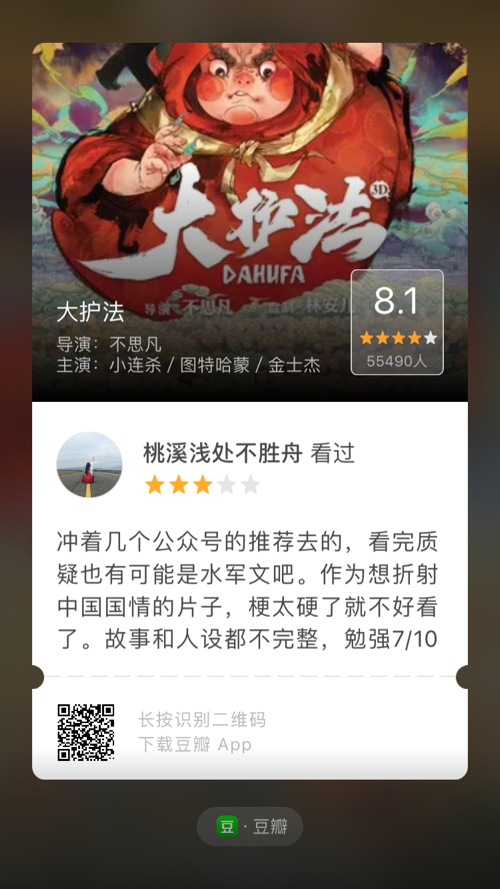 大护法
3D
DAHUFA
导演 不思凡
大护法
8.1
导演：不思凡
主演：小连杀 / 图特哈蒙 / 金士杰
55490人
桃溪浅处不胜舟 看过
冲着几个公众号的推荐去的，看完质
疑也有可能是水军文吧。作为想折射
中国国情的片子，梗太硬了就不好看
了。故事和人设都不完整，勉强7/10
长按识别二维码
下载豆瓣 App
豆 · 豆瓣